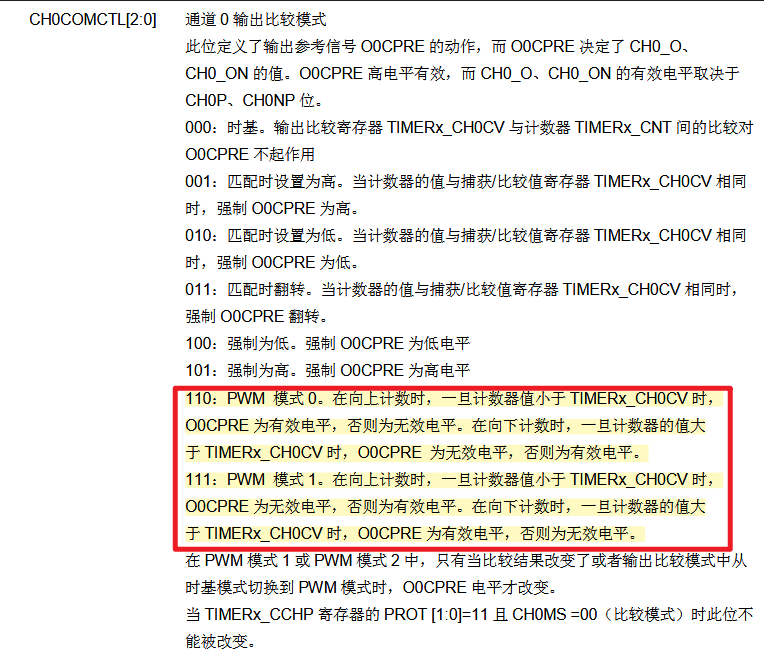 CH0COMCTL[2:0] 通道 0 输出比较模式
此位定义了输出参考信号 O0CPRE 的动作，而 O0CPRE 决定了 CH0_O、
CH0_ON 的值。O0CPRE 高电平有效，而 CH0_O、CH0_ON 的有效电平取决于
CH0P、CH0NP 位。
000：时基。输出比较寄存器 TIMERx_CH0CV 与计数器 TIMERx_CNT 间的比较对
O0CPRE 不起作用
001：匹配时设置为高。当计数器的值与捕获/比较值寄存器 TIMERx_CH0CV 相同
时，强制 O0CPRE 为高。
010：匹配时设置为低。当计数器的值与捕获/比较值寄存器 TIMERx_CH0CV 相同
时，强制 O0CPRE 为低。
011：匹配时翻转。当计数器的值与捕获/比较值寄存器 TIMERx_CH0CV 相同时，
强制 O0CPRE 翻转。
100：强制为低。强制 O0CPRE 为低电平
101：强制为高。强制 O0CPRE 为高电平
110：PWM 模式 0。在向上计数时，一旦计数器值小于 TIMERx_CH0CV 时，
O0CPRE 为有效电平，否则为无效电平。在向下计数时，一旦计数器的值大
于 TIMERx_CH0CV 时，O0CPRE 为无效电平，否则为有效电平。
111：PWM 模式 1。在向上计数时，一旦计数器值小于 TIMERx_CH0CV 时，
O0CPRE 为无效电平，否则为有效电平。在向下计数时，一旦计数器的值大
于 TIMERx_CH0CV 时，O0CPRE 为有效电平，否则为无效电平。
在 PWM 模式 1 或 PWM 模式 2 中，只有当比较结果改变了或者输出比较模式中从
时基模式切换到 PWM 模式时，O0CPRE 电平才改变。
当 TIMERx_CCHP 寄存器的 PROT [1:0]=11 且 CH0MS =00（比较模式）时此位不
能被改变。